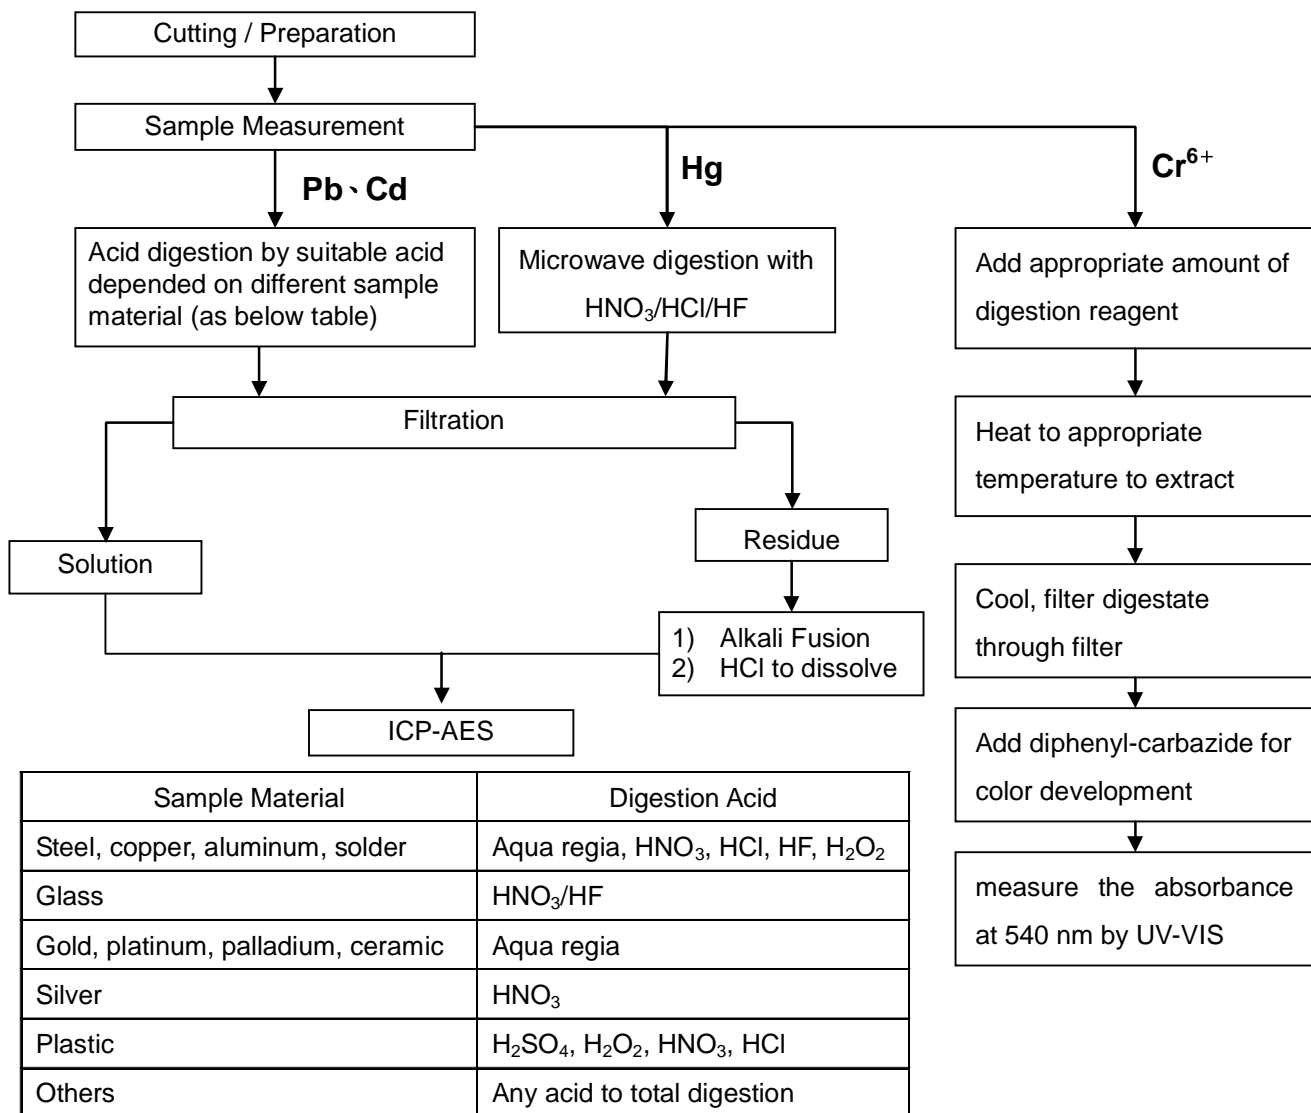 Cutting / Preparation
Sample Measurement
Pb、Cd
Hg
Cr⁶⁺
Acid digestion by suitable acid
depended on different sample
material (as below table)
Microwave digestion with
HNO₃/HCl/HF
Add appropriate amount of
digestion reagent
Filtration
Heat to appropriate
temperature to extract
Solution
Residue
Cool, filter digestate
through filter
1) Alkali Fusion
2) HCl to dissolve
ICP-AES
Add diphenyl-carbazide for
color development
measure the absorbance
at 540 nm by UV-VIS
Sample Material Digestion Acid
Steel, copper, aluminum, solder Aqua regia, HNO₃, HCl, HF, H₂O₂
Glass HNO₃/HF
Gold, platinum, palladium, ceramic Aqua regia
Silver HNO₃
Plastic H₂SO₄, H₂O₂, HNO₃, HCl
Others Any acid to total digestion